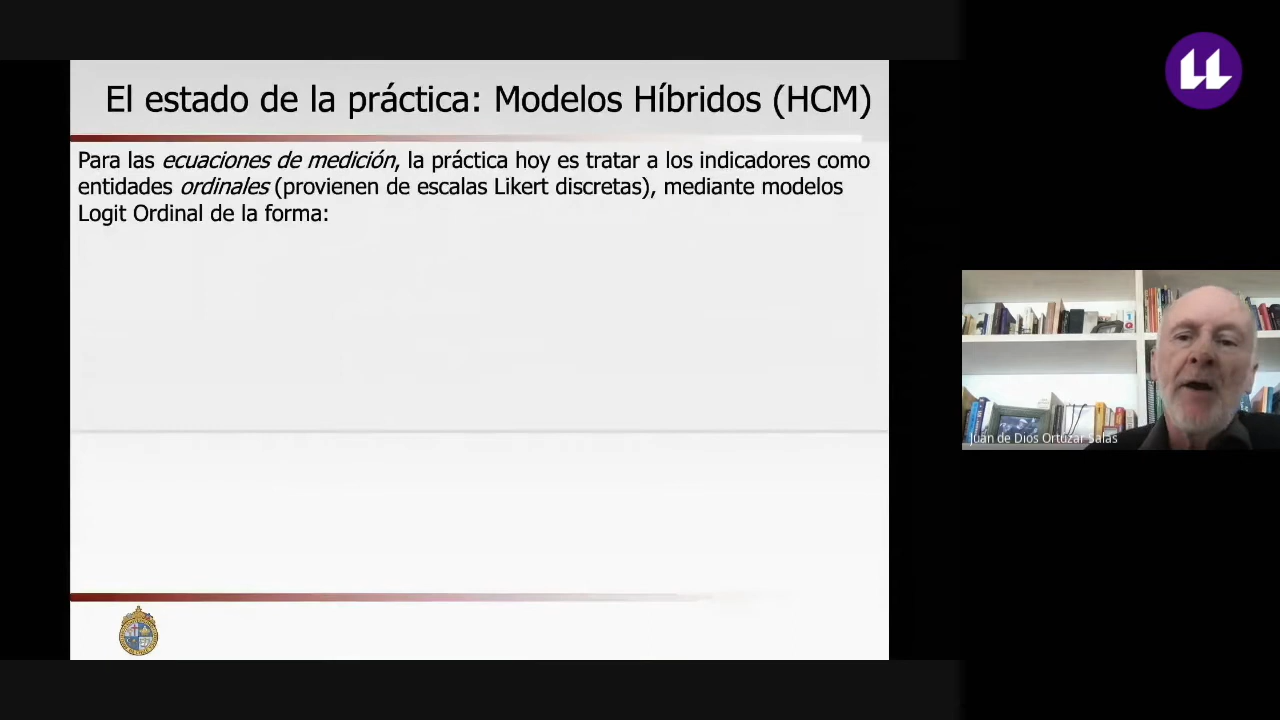 El estado de la práctica: Modelos Híbridos (HCM)
Para las ecuaciones de medición, la práctica hoy es tratar a los indicadores como
entidades ordinales (provienen de escalas Likert discretas), mediante modelos
Logit Ordinal de la forma:
Juan de Dios Ortuzar Salas